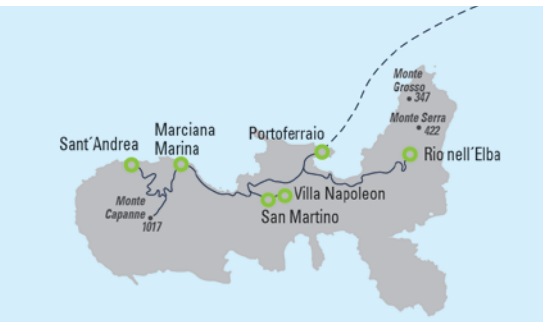 Monte
Grosso
347
Monte Serra
422
Portoferraio
Marciana
Marina
Sant´Andrea
Rio nell´Elba
Villa Napoleon
San Martino
Monte
Capanne
1017